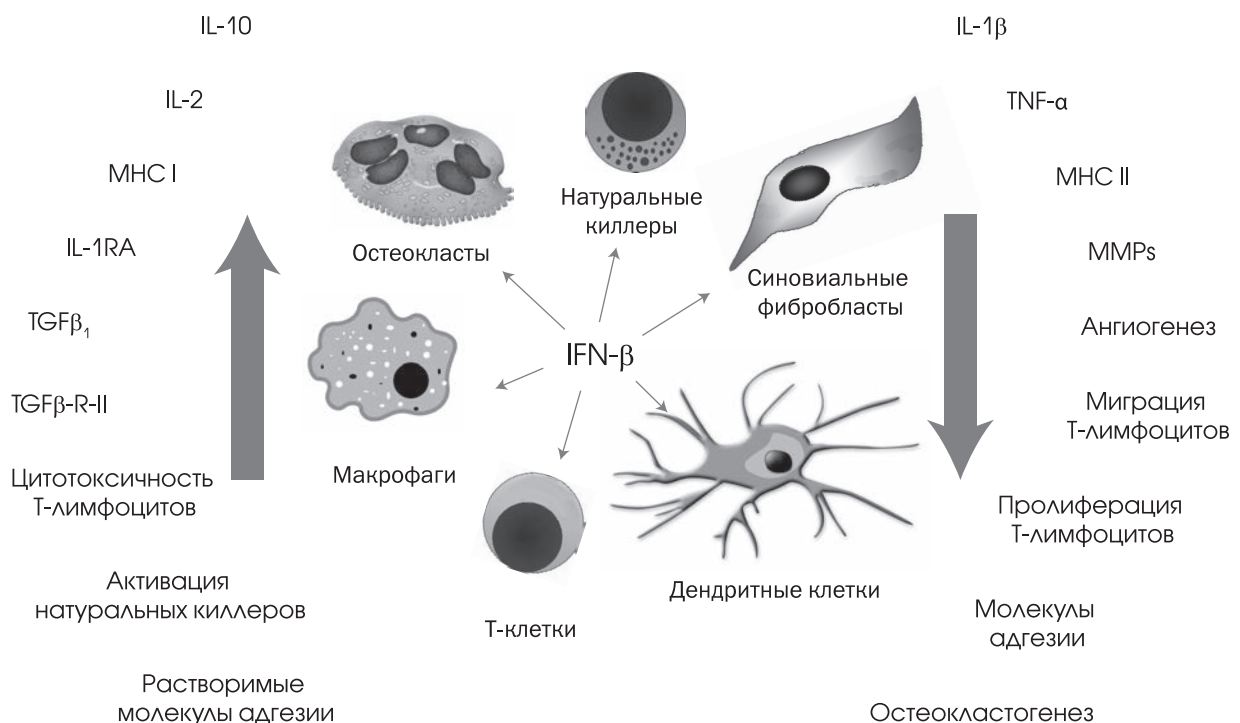 IL-10
IL-2
MHC I
IL-1RA
TGFβ₁
TGFβ-R-II
Цитотоксичность
Т-лимфоцитов
Активация
натуральных киллеров
Растворимые
молекулы адгезии
Остеокласты
Натуральные
киллеры
Синовиальные
фибробласты
IFN-β
Макрофаги
Т-клетки
Дендритные клетки
IL-1β
TNF-α
MHC II
MMPs
Ангиогенез
Миграция
Т-лимфоцитов
Пролиферация
Т-лимфоцитов
Молекулы
адгезии
Остеокластогенез